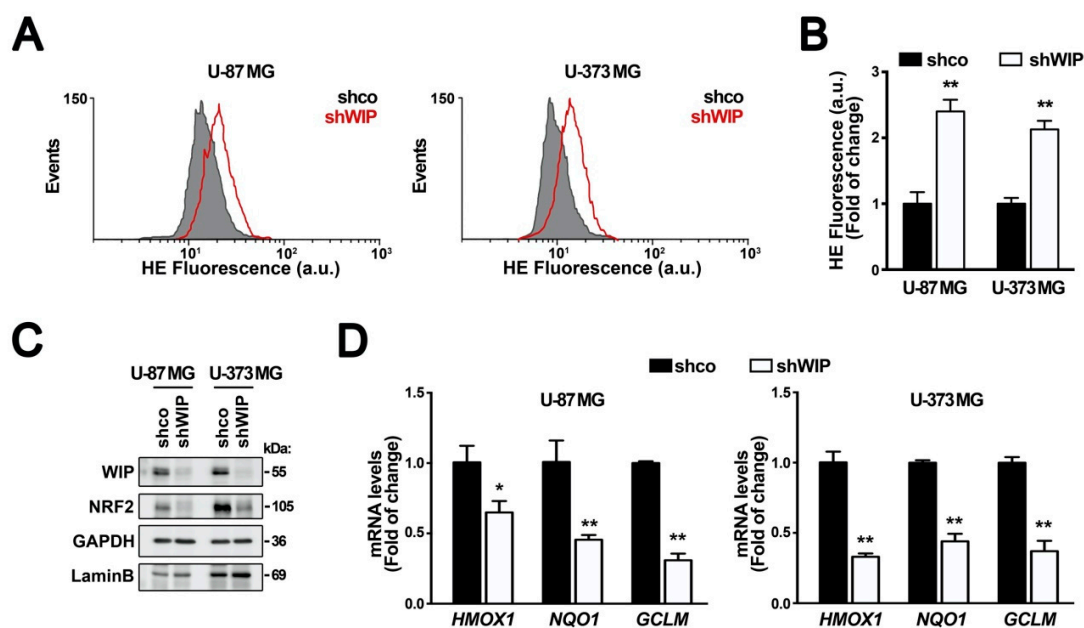 A
U-87 MG
150
Events
shco
shWIP
10¹ 10² 10³
HE Fluorescence (a.u.)
U-373 MG
150
Events
shco
shWIP
10¹ 10² 10³
HE Fluorescence (a.u.)
B
shco shWIP
HE Fluorescence (a.u.)
(Fold of change)
3
2
1
0
** **
U-87 MG U-373 MG
C
U-87 MG U-373 MG
shco shWIP shco shWIP
kDa:
WIP - 55
NRF2 - 105
GAPDH - 36
LaminB - 69
D
shco shWIP
U-87 MG
mRNA levels
(Fold of change)
1.5
1.0
0.5
0.0
* ** **
HMOX1 NQO1 GCLM
U-373 MG
mRNA levels
(Fold of change)
1.5
1.0
0.5
0.0
** ** **
HMOX1 NQO1 GCLM